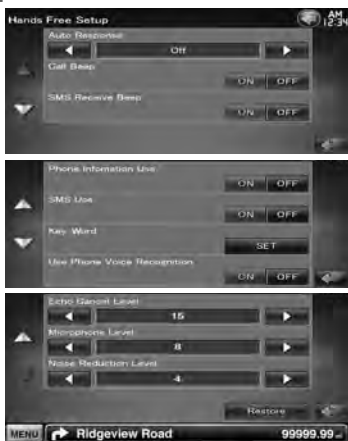 Hands Free Setup
AM
12:34
Auto Response
Off
Call Beep
ON OFF
SMS Receive Beep
ON OFF
Phone Infomation Use
ON OFF
SMS Use
ON OFF
Key Word
SET
Use Phone Voice Recognition
ON OFF
Echo Cancel Level
15
Microphone Level
8
Noise Reduction Level
4
Restore
MENU Ridgeview Road 99999.99